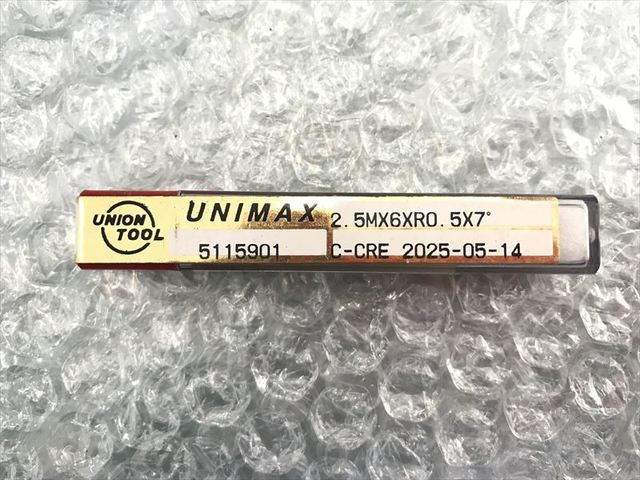 UNION
TOOL
UNIMAX
2.5MX6XR0.5X7°
5115901
C-CRE 2025-05-14